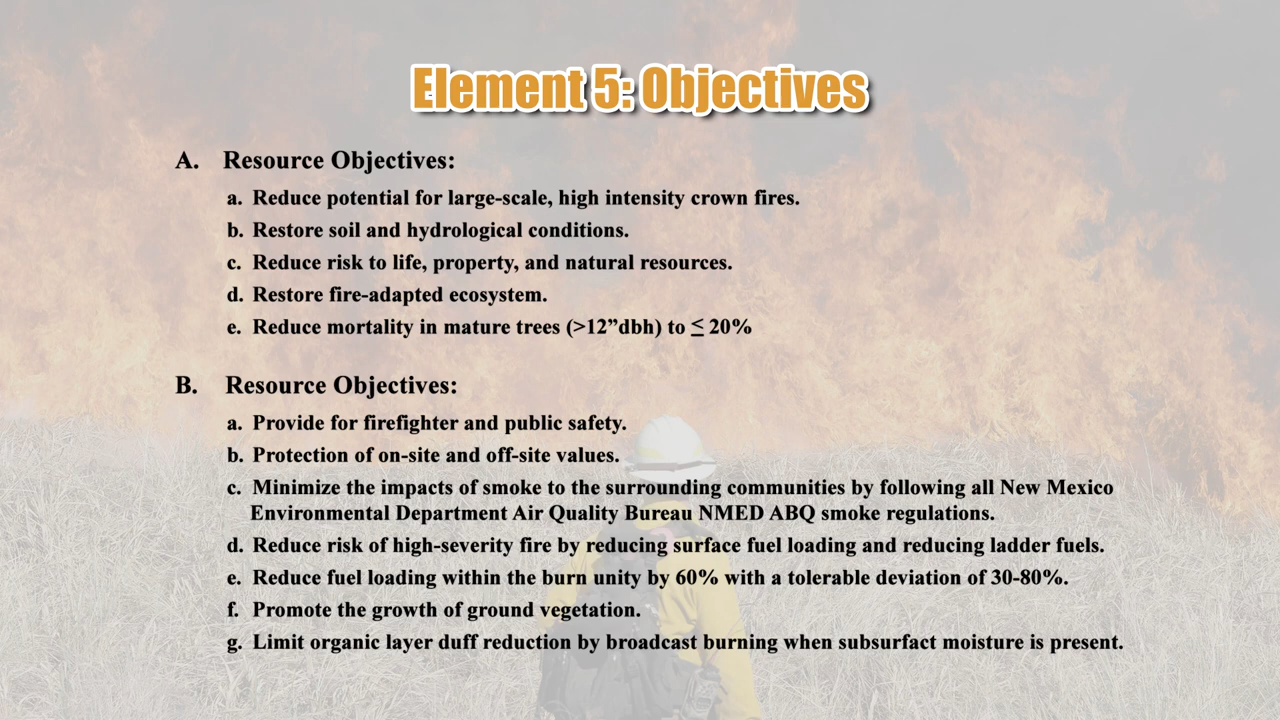 Element 5: Objectives
A. Resource Objectives:
a. Reduce potential for large-scale, high intensity crown fires.
b. Restore soil and hydrological conditions.
c. Reduce risk to life, property, and natural resources.
d. Restore fire-adapted ecosystem.
e. Reduce mortality in mature trees (>12”dbh) to ≤ 20%
B. Resource Objectives:
a. Provide for firefighter and public safety.
b. Protection of on-site and off-site values.
c. Minimize the impacts of smoke to the surrounding communities by following all New Mexico
Environmental Department Air Quality Bureau NMED ABQ smoke regulations.
d. Reduce risk of high-severity fire by reducing surface fuel loading and reducing ladder fuels.
e. Reduce fuel loading within the burn unity by 60% with a tolerable deviation of 30-80%.
f. Promote the growth of ground vegetation.
g. Limit organic layer duff reduction by broadcast burning when subsurfact moisture is present.